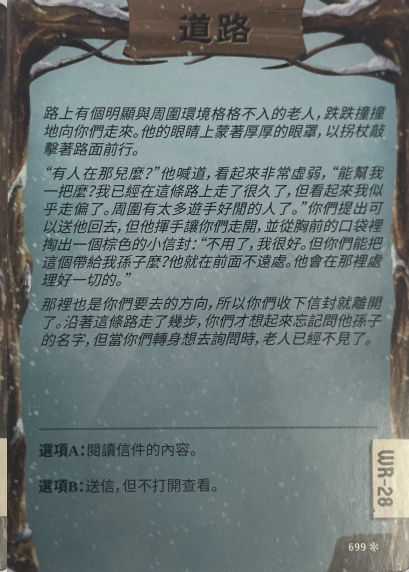 道路
路上有個明顯與周圍環境格格不入的老人，跌跌撞撞
地向你們走來。他的眼睛上蒙著厚厚的眼罩，以拐杖敲
擊著路面前行。
“有人在那兒麼？”他喊道，看起來非常虛弱，“能幫我
一把麼？我已經在這條路上走了很久了，但看起來我似
乎走偏了。周圍有太多遊手好閒的人了。”你們提出可
以送他回去，但他揮手讓你們走開，並從胸前的口袋裡
掏出一個棕色的小信封：“不用了，我很好。但你們能把
這個帶給我孫子麼？他就在前面不遠處。他會在那裡處
理好一切的。”
那裡也是你們要去的方向，所以你們收下信封就離開
了。沿著這條路走了幾步，你們才想起來忘記問他孫子
的名字，但當你們轉身想去詢問時，老人已經不見了。
選項A：閱讀信件的內容。
選項B：送信，但不打開查看。
WR-28
699